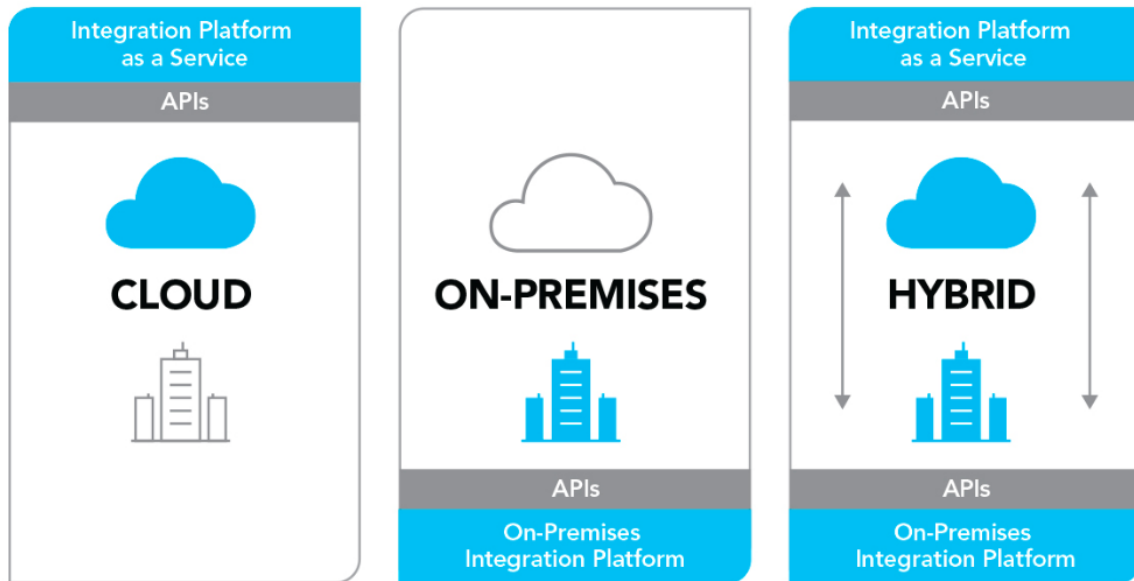 Integration Platform
as a Service
APIs
CLOUD
ON-PREMISES
APIs
On-Premises
Integration Platform
Integration Platform
as a Service
APIs
HYBRID
APIs
On-Premises
Integration Platform